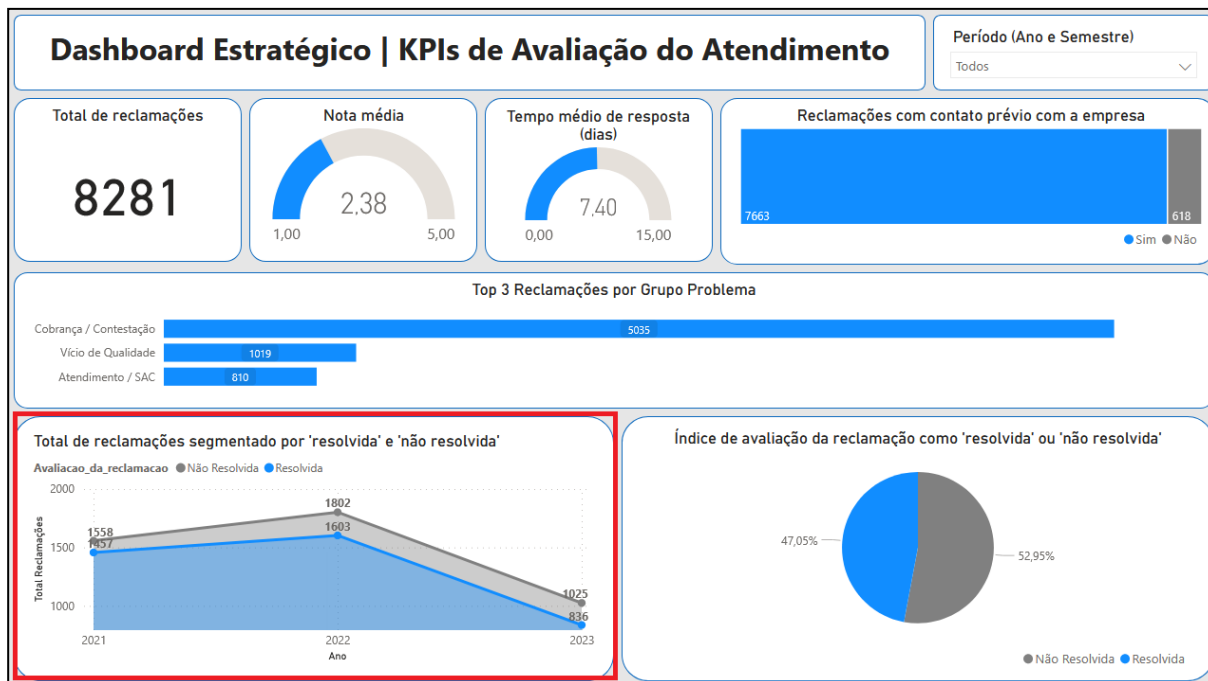 Dashboard Estratégico | KPIs de Avaliação do Atendimento
Período (Ano e Semestre)
Todos
Total de reclamações
8281
Nota média
2,38
1,00
5,00
Tempo médio de resposta
(dias)
7,40
0,00
15,00
Reclamações com contato prévio com a empresa
7663
618
Sim Não
Top 3 Reclamações por Grupo Problema
Cobrança / Contestação
5035
Vício de Qualidade
1019
Atendimento / SAC
810
Total de reclamações segmentado por 'resolvida' e 'não resolvida'
Avaliacao_da_reclamacao Não Resolvida Resolvida
Total Reclamações
2000
1500
1000
1558
1457
1802
1603
1025
836
2021
2022
2023
Ano
Índice de avaliação da reclamação como 'resolvida' ou 'não resolvida'
47,05%
52,95%
Não Resolvida Resolvida